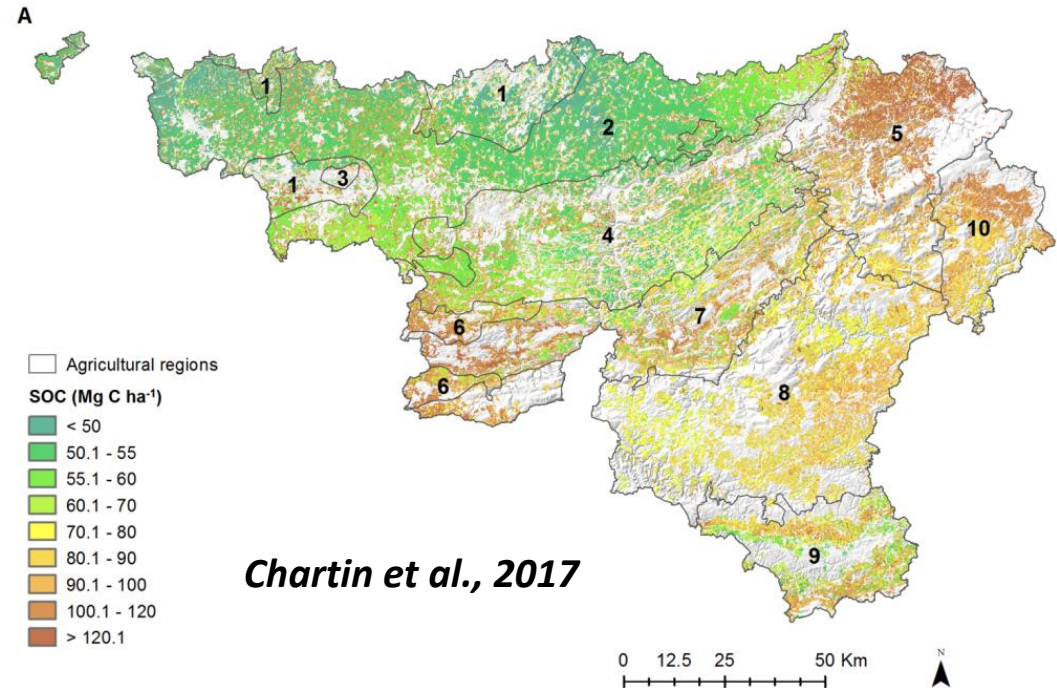 A
1
1
2
5
1
3
4
10
6
7
6
8
9
Agricultural regions
SOC (Mg C ha⁻¹)
< 50
50.1 - 55
55.1 - 60
60.1 - 70
70.1 - 80
80.1 - 90
90.1 - 100
100.1 - 120
> 120.1
Chartin et al., 2017
0 12.5 25 50 Km
N